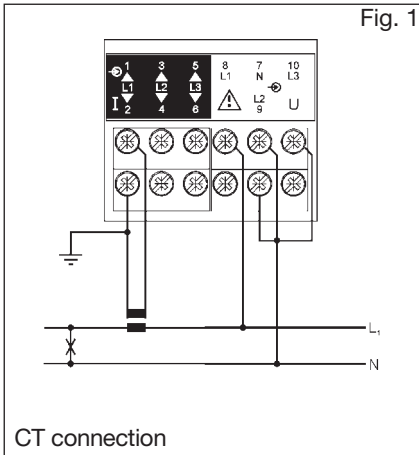 Fig. 1
1 3 5 8 7 10
L1 N L3
L1 L2 L3
I 2 4 6 L2 9 U
L1
N
CT connection